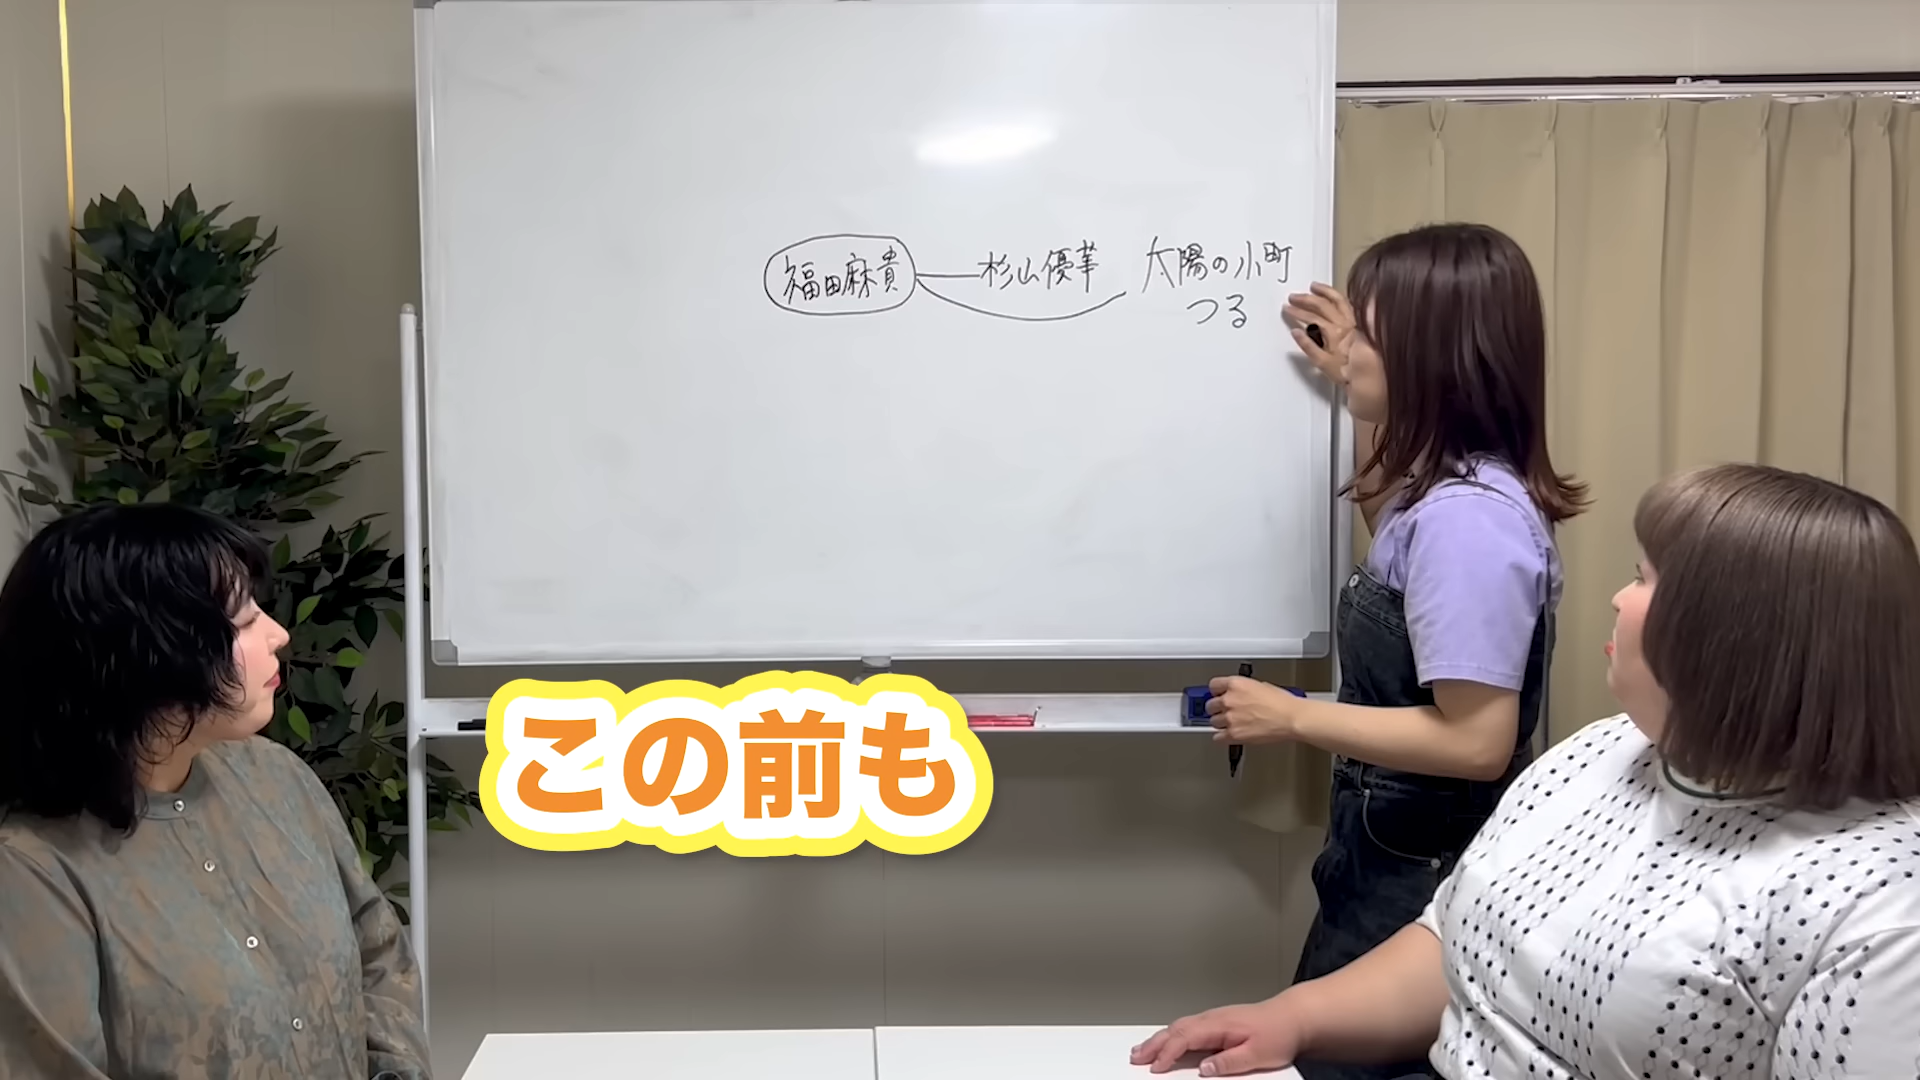 福田麻貴
杉山優華
太陽の小町
つる
この前も